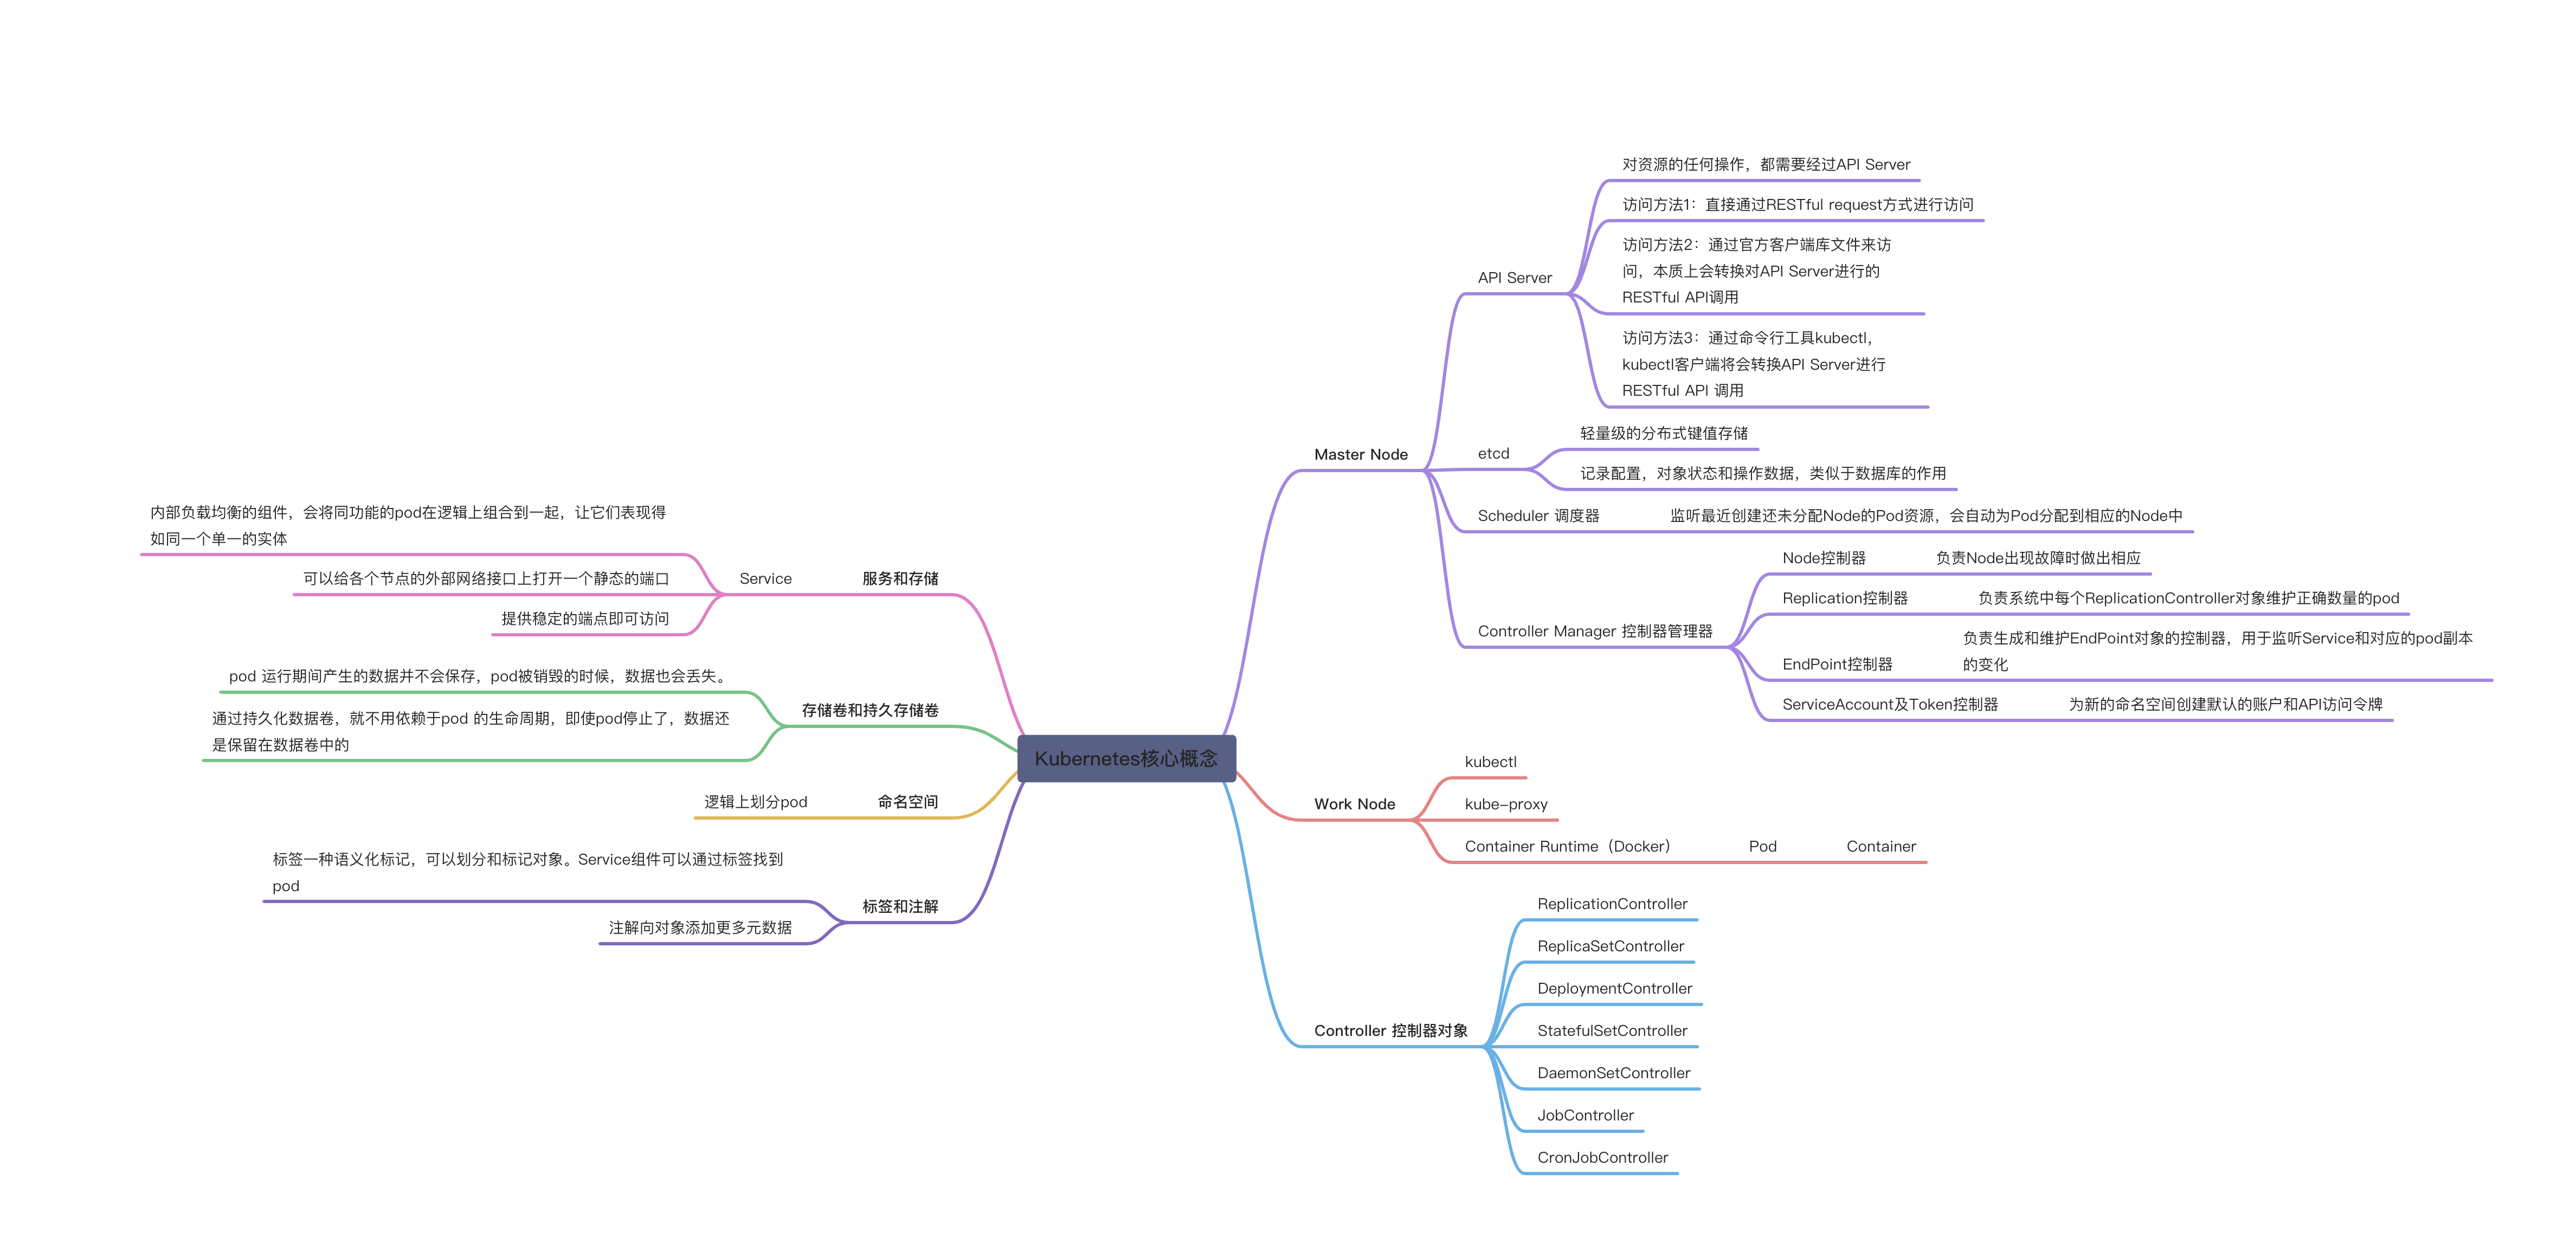 Kubernetes核心概念
Master Node
API Server
对资源的任何操作，都需要经过API Server
访问方法1：直接通过RESTful request方式进行访问
访问方法2：通过官方客户端库文件来访
问，本质上会转换对API Server进行的
RESTful API调用
访问方法3：通过命令行工具kubectl，
kubectl客户端将会转换API Server进行
RESTful API 调用
etcd
轻量级的分布式键值存储
记录配置，对象状态和操作数据，类似于数据库的作用
Scheduler 调度器
监听最近创建还未分配Node的Pod资源，会自动为Pod分配到相应的Node中
Controller Manager 控制器管理器
Node控制器
负责Node出现故障时做出相应
Replication控制器
负责系统中每个ReplicationController对象维护正确数量的pod
EndPoint控制器
负责生成和维护EndPoint对象的控制器，用于监听Service和对应的pod副本
的变化
ServiceAccount及Token控制器
为新的命名空间创建默认的账户和API访问令牌
Work Node
kubectl
kube-proxy
Container Runtime（Docker）
Pod
Container
Controller 控制器对象
ReplicationController
ReplicaSetController
DeploymentController
StatefulSetController
DaemonSetController
JobController
CronJobController
服务和存储
Service
内部负载均衡的组件，会将同功能的pod在逻辑上组合到一起，让它们表现得
如同一个单一的实体
可以给各个节点的外部网络接口上打开一个静态的端口
提供稳定的端点即可访问
存储卷和持久存储卷
pod 运行期间产生的数据并不会保存，pod被销毁的时候，数据也会丢失。
通过持久化数据卷，就不用依赖于pod 的生命周期，即使pod停止了，数据还
是保留在数据卷中的
命名空间
逻辑上划分pod
标签和注解
标签一种语义化标记，可以划分和标记对象。Service组件可以通过标签找到
pod
注解向对象添加更多元数据